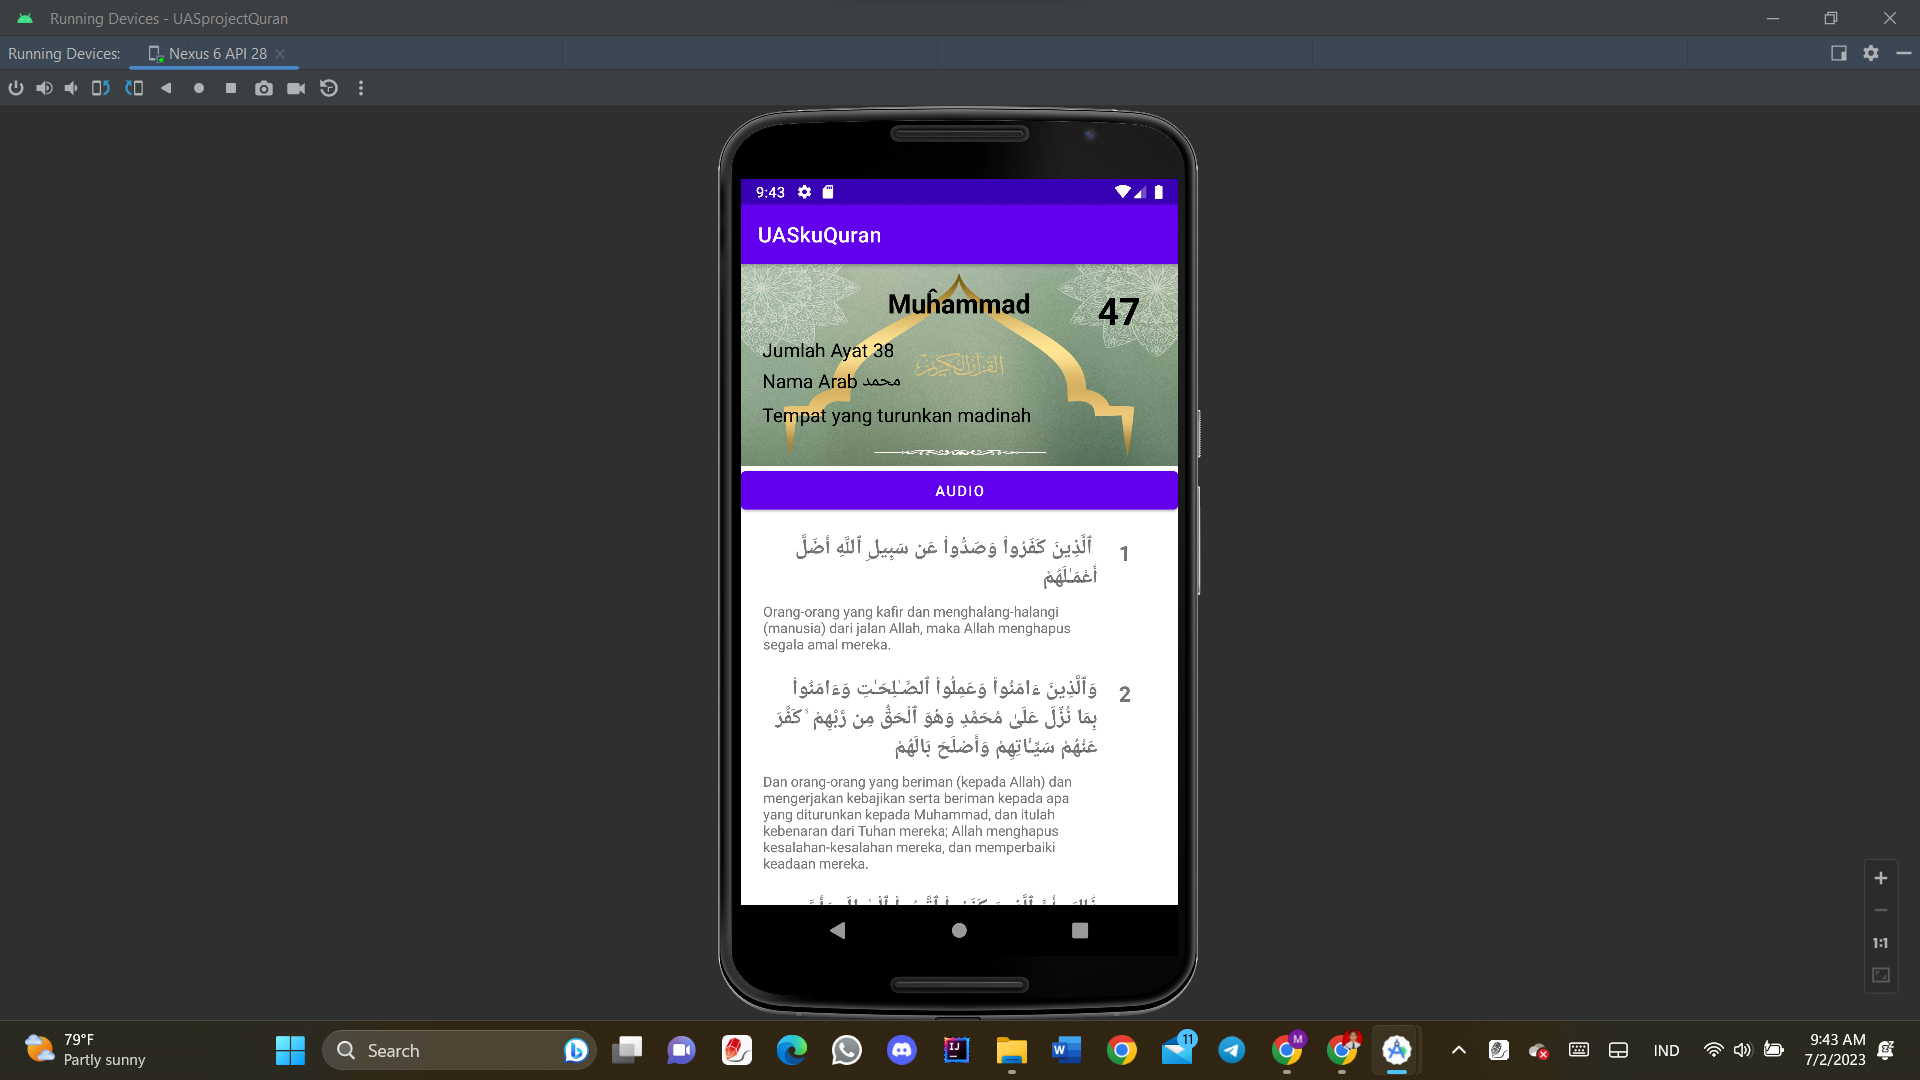 Running Devices - UASprojectQuran
Running Devices: Nexus 6 API 28
9:43
UASkuQuran
Muĥammad
47
Jumlah Ayat 38
Nama Arab محمد
القرآن الكريم
Tempat yang turunkan madinah
AUDIO
ٱلَّذِينَ كَفَرُوا۟ وَصَدُّوا۟ عَن سَبِيلِ ٱللَّهِ أَضَلَّ 1
أَعْمَـٰلَهُمْ
Orang-orang yang kafir dan menghalang-halangi
(manusia) dari jalan Allah, maka Allah menghapus
segala amal mereka.
وَٱلَّذِينَ ءَامَنُوا۟ وَعَمِلُوا۟ ٱلصَّـٰلِحَـٰتِ وَءَامَنُوا۟ 2
بِمَا نُزِّلَ عَلَىٰ مُحَمَّدٍ وَهُوَ ٱلْحَقُّ مِن رَّبِّهِمْ ۙ كَفَّرَ
عَنْهُمْ سَيِّـَٔاتِهِمْ وَأَصْلَحَ بَالَهُمْ
Dan orang-orang yang beriman (kepada Allah) dan
mengerjakan kebajikan serta beriman kepada apa
yang diturunkan kepada Muhammad, dan itulah
kebenaran dari Tuhan mereka; Allah menghapus
kesalahan-kesalahan mereka, dan memperbaiki
keadaan mereka.
1:1
79°F
Partly sunny
Search
11
M
IND
9:43 AM
7/2/2023